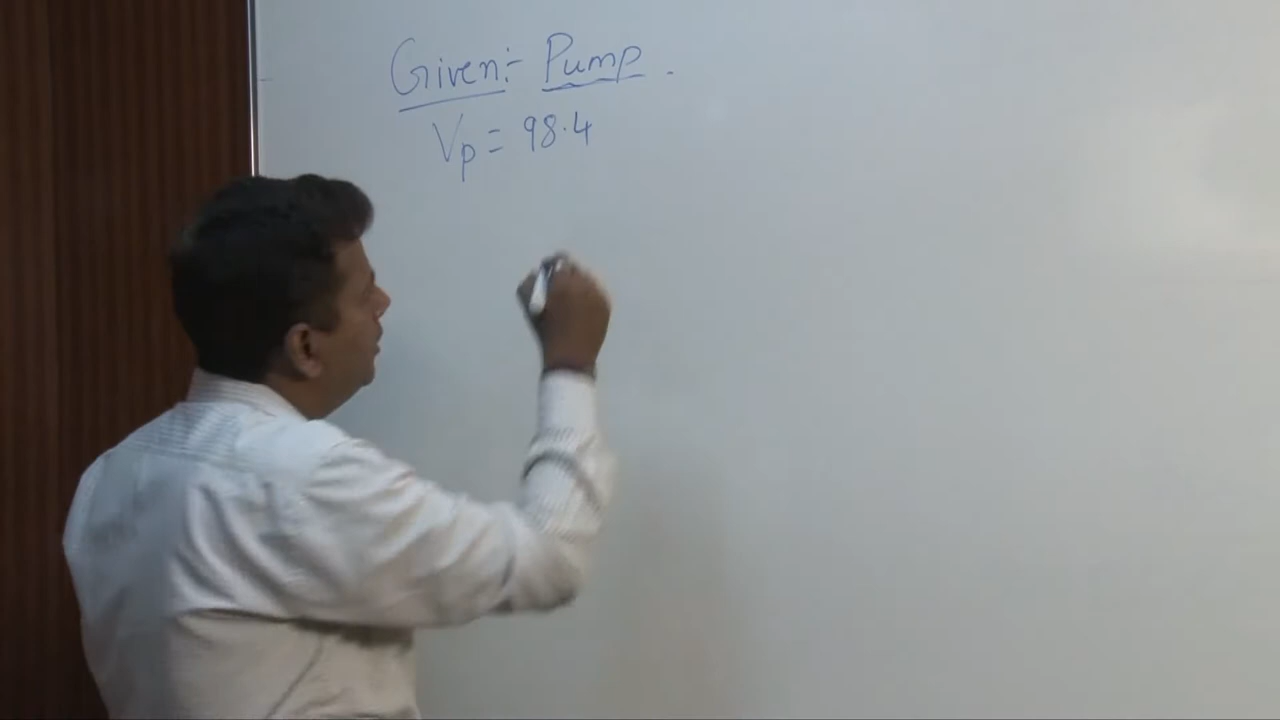 Given:- Pump.
Vp = 98.4